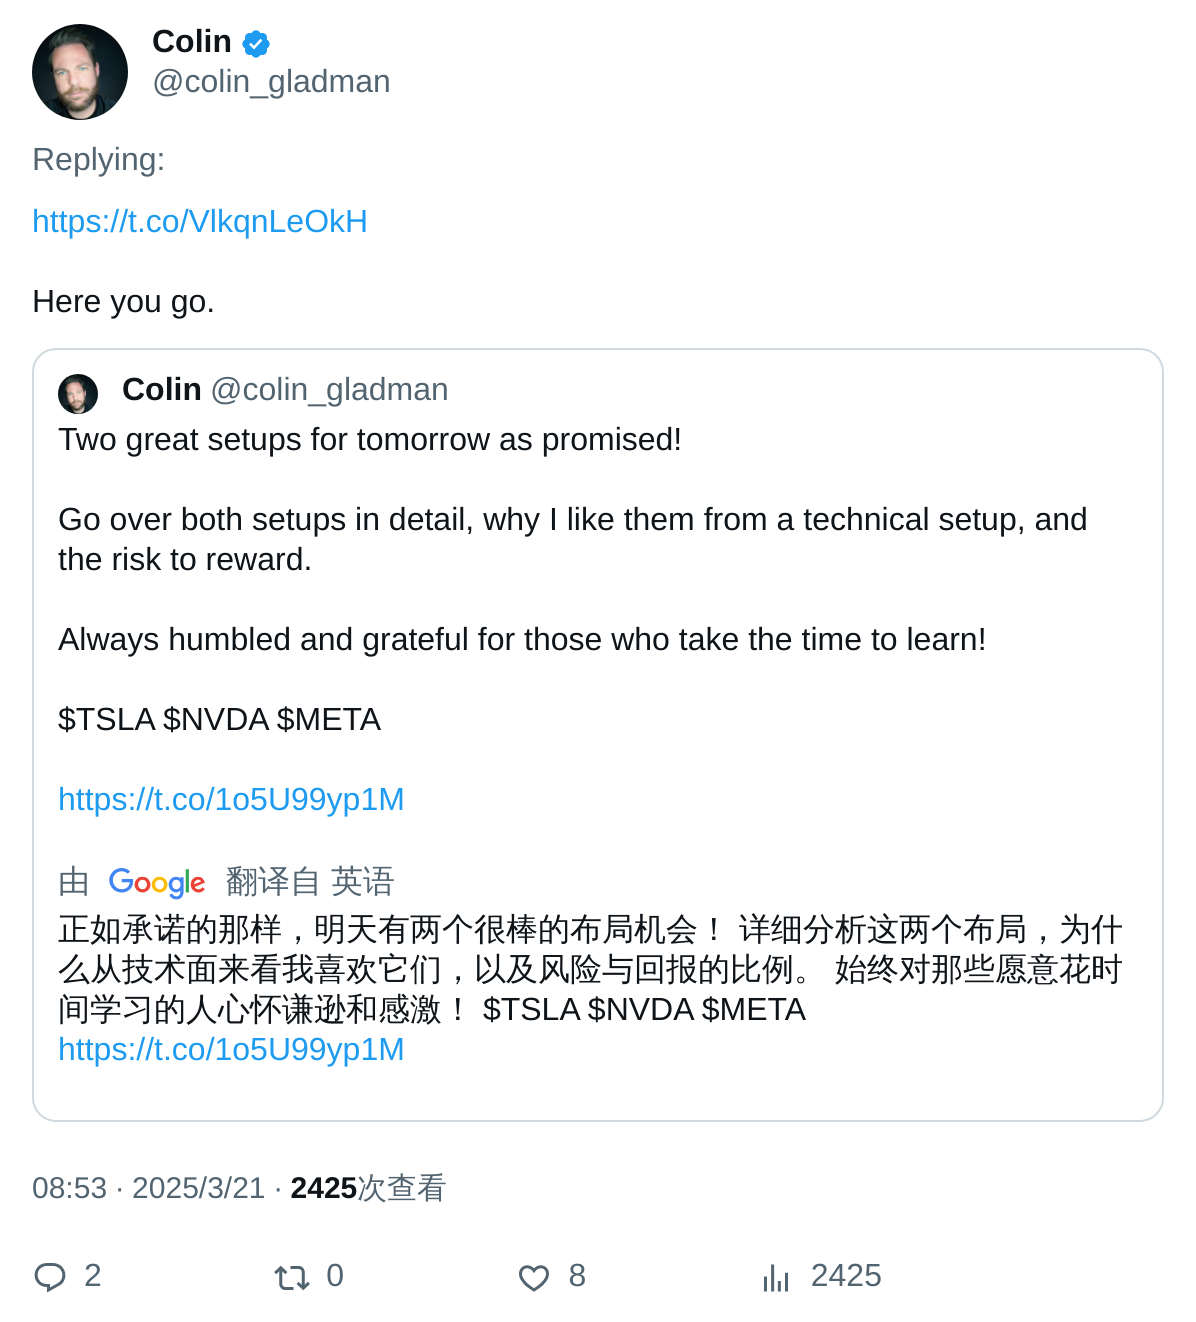 Colin
@colin_gladman
Replying:
https://t.co/VlkqnLeOkH
Here you go.
Colin @colin_gladman
Two great setups for tomorrow as promised!
Go over both setups in detail, why I like them from a technical setup, and
the risk to reward.
Always humbled and grateful for those who take the time to learn!
$TSLA $NVDA $META
https://t.co/1o5U99yp1M
由 Google 翻译自 英语
正如承诺的那样，明天有两个很棒的布局机会！ 详细分析这两个布局，为什
么从技术面来看我喜欢它们，以及风险与回报的比例。 始终对那些愿意花时
间学习的人心怀谦逊和感激！ $TSLA $NVDA $META
https://t.co/1o5U99yp1M
08:53 · 2025/3/21 · 2425次查看
2 0 8 2425